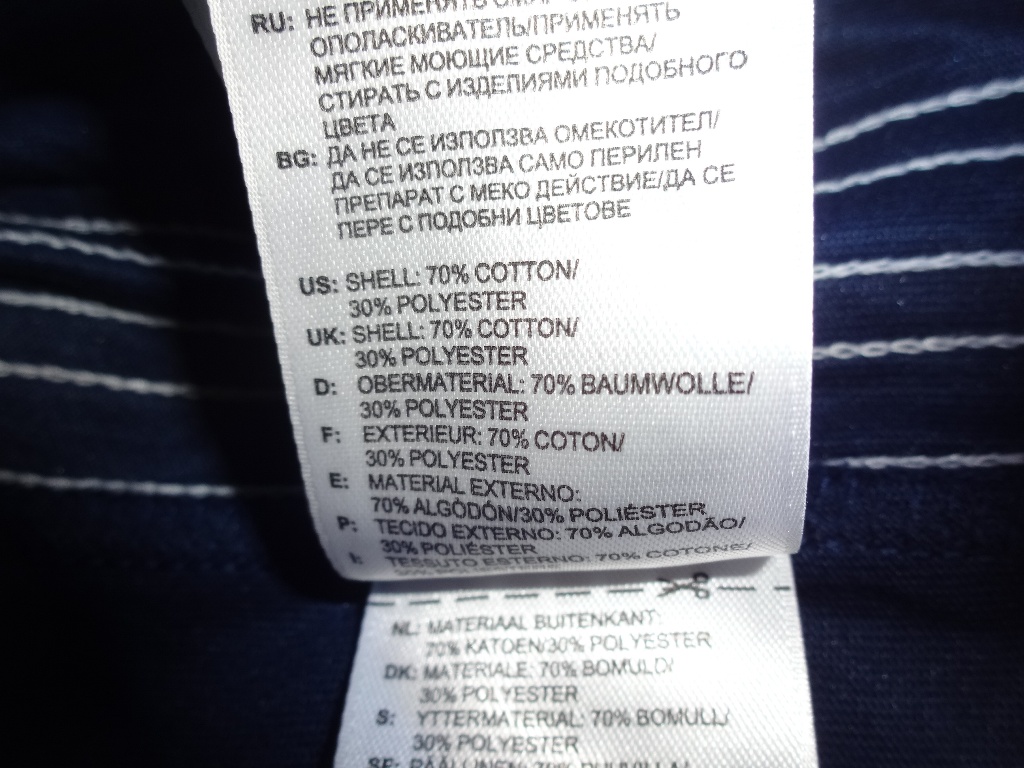 RU: НЕ ПРИМЕНЯТЬ
ОПОЛАСКИВАТЕЛЬ/ПРИМЕНЯТЬ
МЯГКИЕ МОЮЩИЕ СРЕДСТВА/
СТИРАТЬ С ИЗДЕЛИЯМИ ПОДОБНОГО
ЦВЕТА
BG: ДА НЕ СЕ ИЗПОЛЗВА ОМЕКОТИТЕЛ/
ДА СЕ ИЗПОЛЗВА САМО ПЕРИЛЕН
ПРЕПАРАТ С МЕКО ДЕЙСТВИЕ/ДА СЕ
ПЕРЕ С ПОДОБНИ ЦВЕТОВЕ
US: SHELL: 70% COTTON/
30% POLYESTER
UK: SHELL: 70% COTTON/
30% POLYESTER
D: OBERMATERIAL: 70% BAUMWOLLE/
30% POLYESTER
F: EXTERIEUR: 70% COTON/
30% POLYESTER
E: MATERIAL EXTERNO:
70% ALGODÓN/30% POLIÉSTER
P: TECIDO EXTERNO: 70% ALGODÃO/
30% POLIÉSTER
I: TESSUTO ESTERNO: 70% COTONE/
NL: MATERIAAL BUITENKANT:
70% KATOEN/30% POLYESTER
DK: MATERIALE: 70% BOMULD/
30% POLYESTER
S: YTTERMATERIAL: 70% BOMULL/
30% POLYESTER